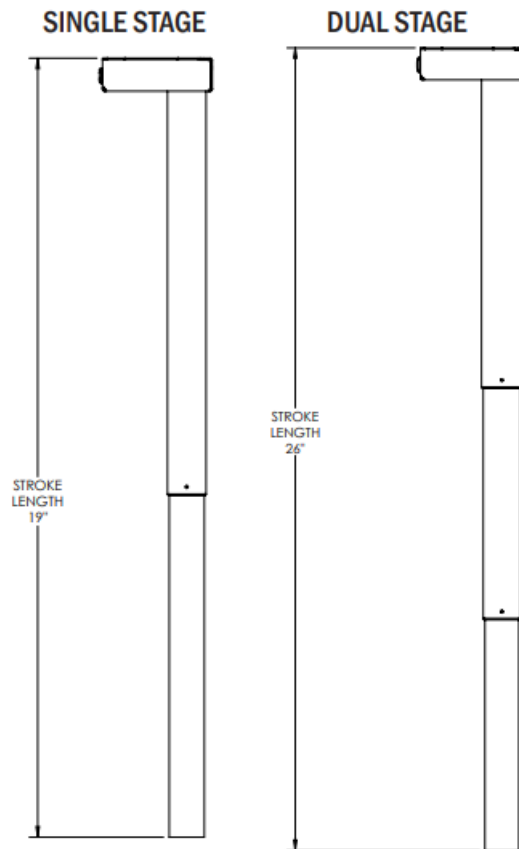 SINGLE STAGE
DUAL STAGE
STROKE
LENGTH
19"
STROKE
LENGTH
26"